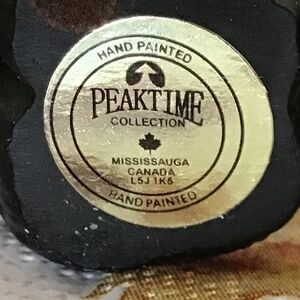 HAND PAINTED
PEAKTIME
COLLECTION
MISSISSAUGA
CANADA
L5J 1K5
HAND PAINTED